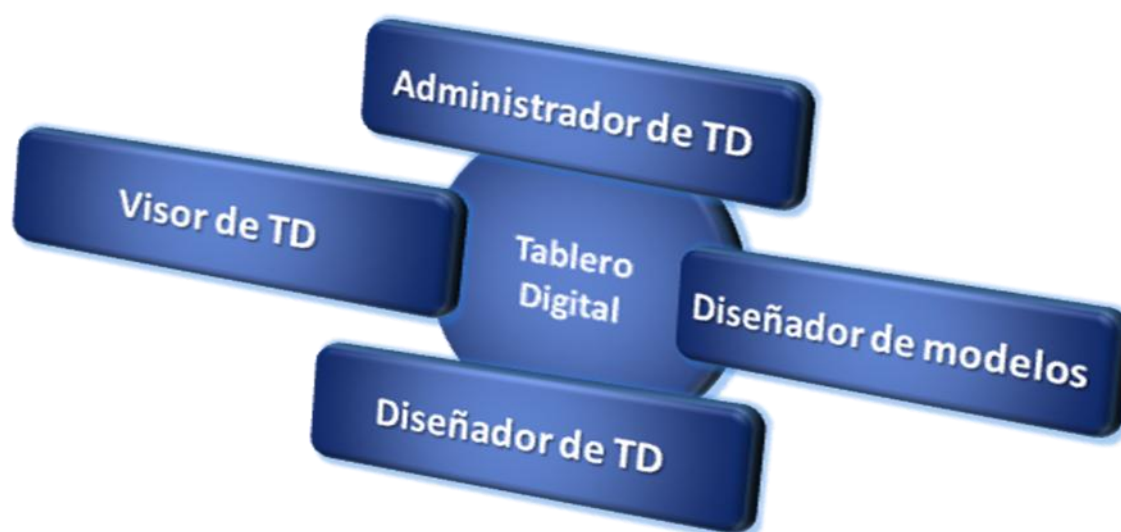 Administrador de TD
Visor de TD
Tablero
Digital
Diseñador de modelos
Diseñador de TD